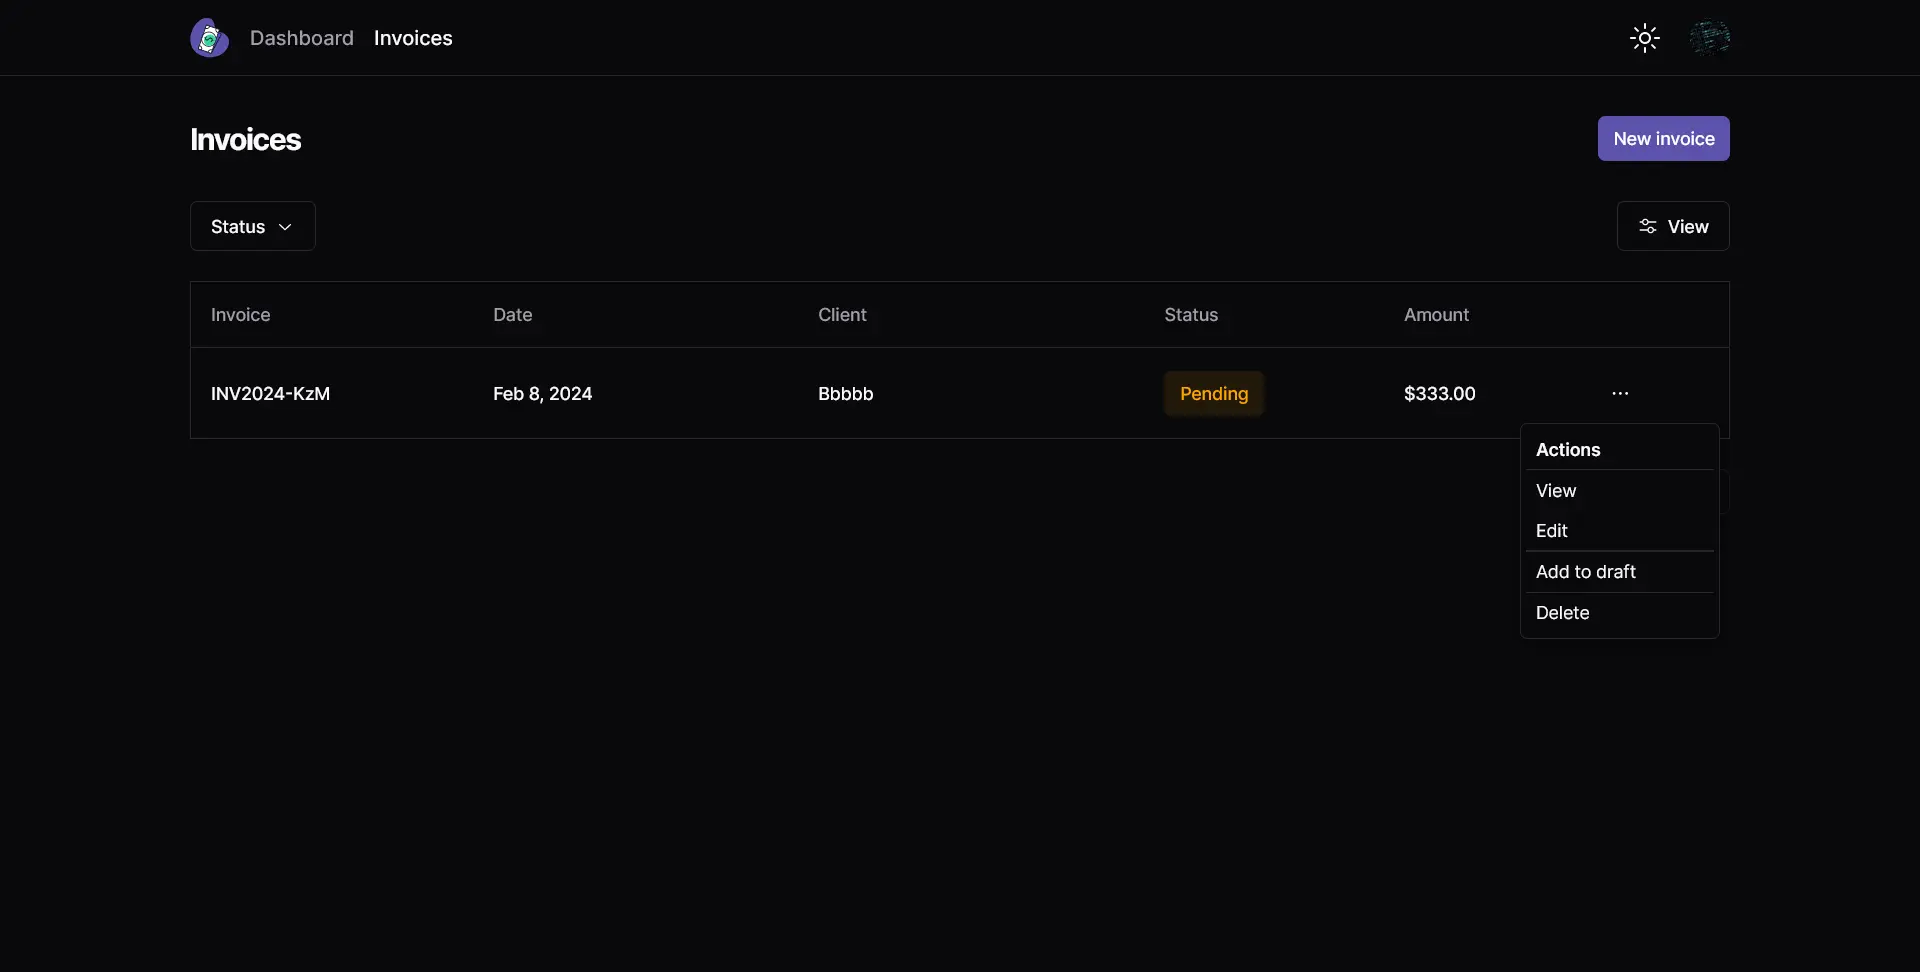 Dashboard Invoices
Invoices
New invoice
Status
View
Invoice Date Client Status Amount
INV2024-KzM Feb 8, 2024 Bbbbb Pending $333.00 ...
Actions
View
Edit
Add to draft
Delete